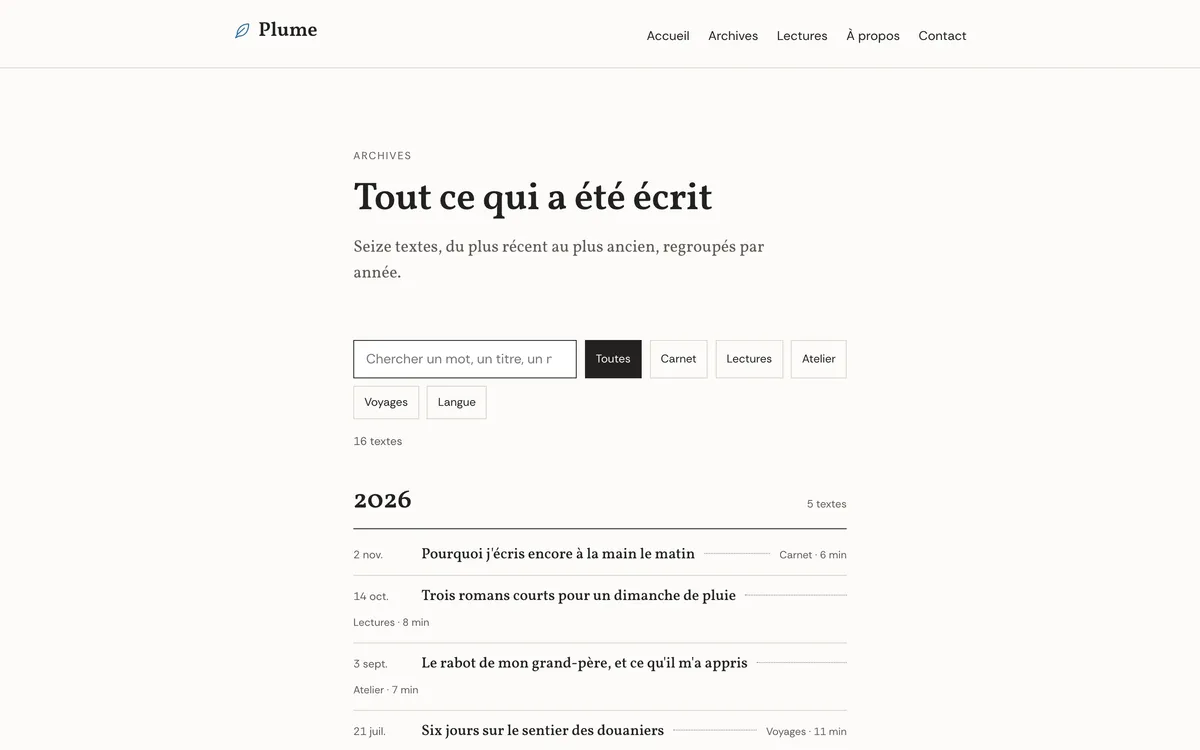 Plume
Accueil Archives Lectures À propos Contact
ARCHIVES
Tout ce qui a été écrit
Seize textes, du plus récent au plus ancien, regroupés par
année.
Chercher un mot, un titre, un r
Toutes Carnet Lectures Atelier
Voyages Langue
16 textes
2026 5 textes
2 nov. Pourquoi j'écris encore à la main le matin Carnet · 6 min
14 oct. Trois romans courts pour un dimanche de pluie
Lectures · 8 min
3 sept. Le rabot de mon grand-père, et ce qu'il m'a appris
Atelier · 7 min
21 juil. Six jours sur le sentier des douaniers Voyages · 11 min